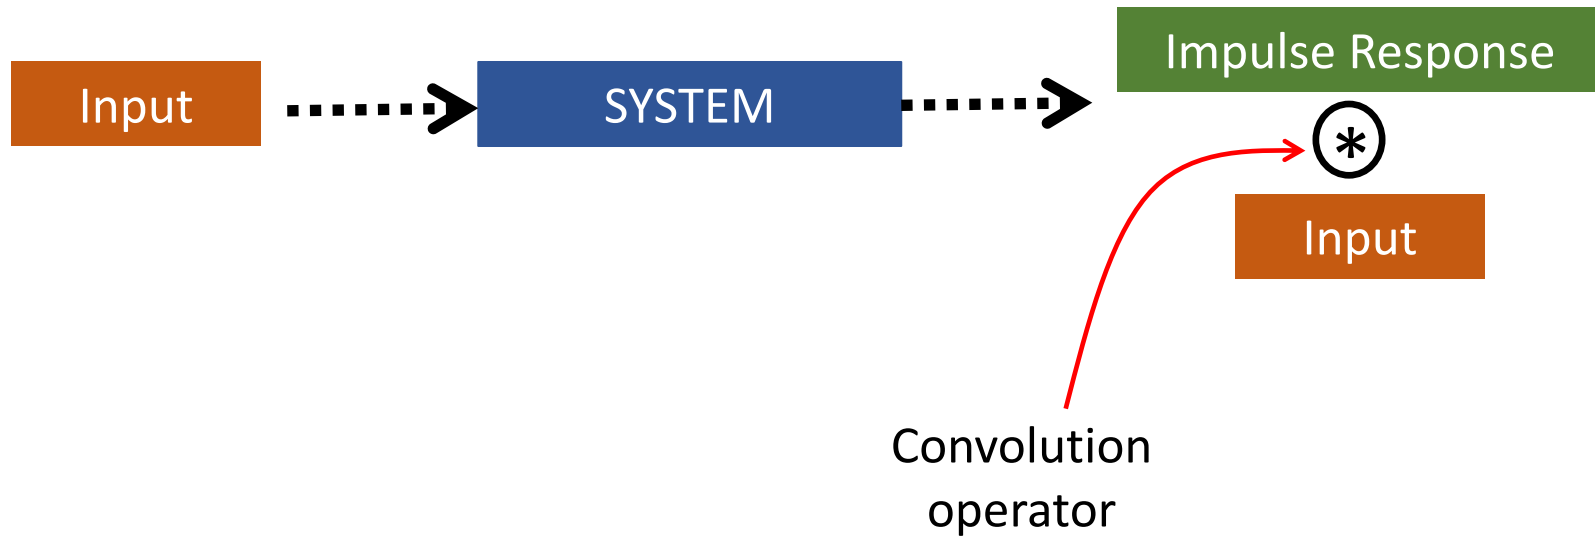 Input
SYSTEM
Impulse Response
*
Input
Convolution
operator